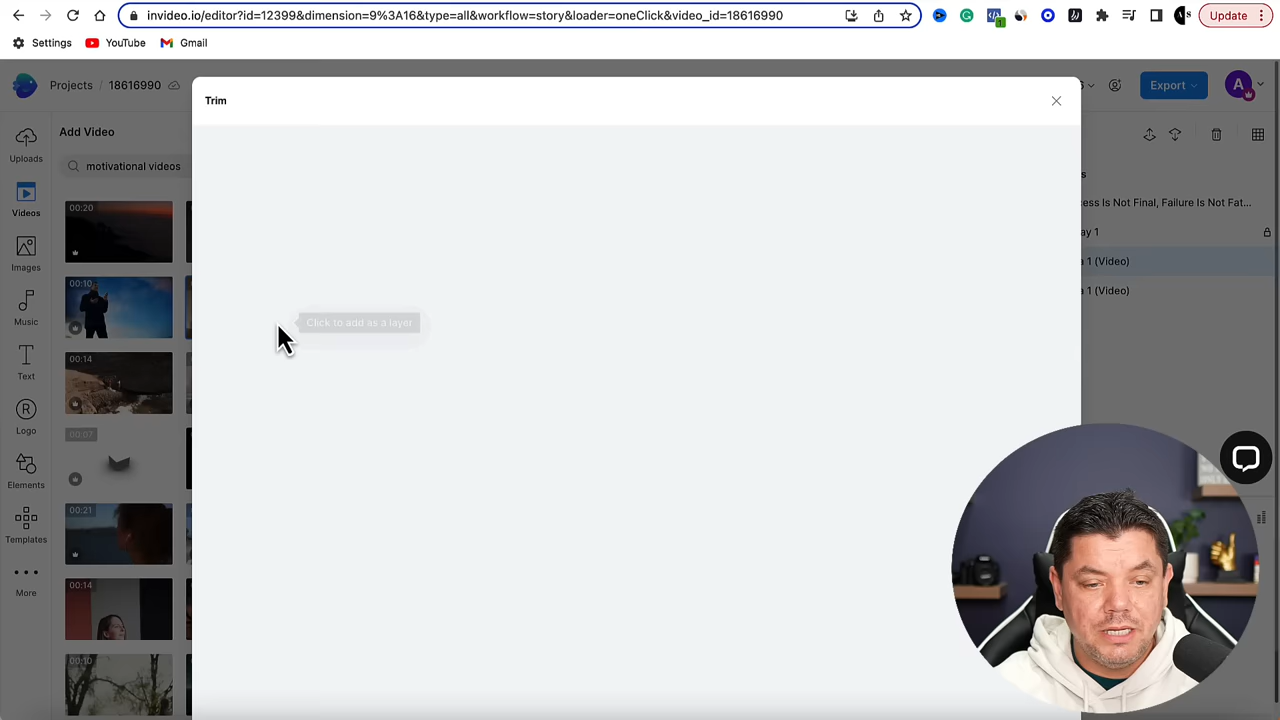 invideo.io/editor?id=12399&dimension=9%3A16&type=all&workflow=story&loader=oneClick&video_id=18616990
1
Update
Settings
YouTube
Gmail
Projects / 18616990
Export
A
Trim
Add Video
motivational videos
Uploads
Videos
Images
Music
Text
Logo
Elements
Templates
More
00:20
00:10
00:14
00:07
00:21
00:14
00:10
Click to add as a layer
cess Is Not Final, Failure Is Not Fat...
ay 1
a 1 (Video)
a 1 (Video)